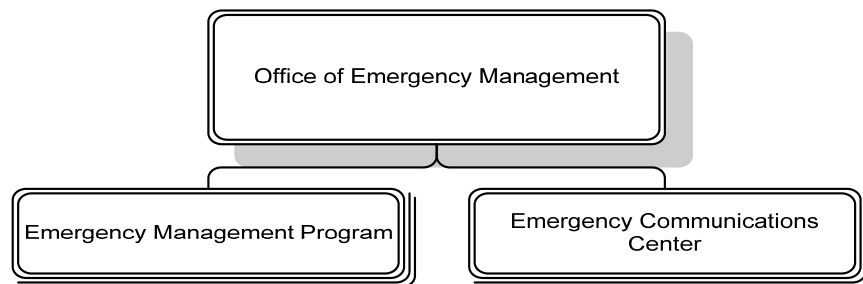 Office of Emergency Management
Emergency Management Program
Emergency Communications
Center